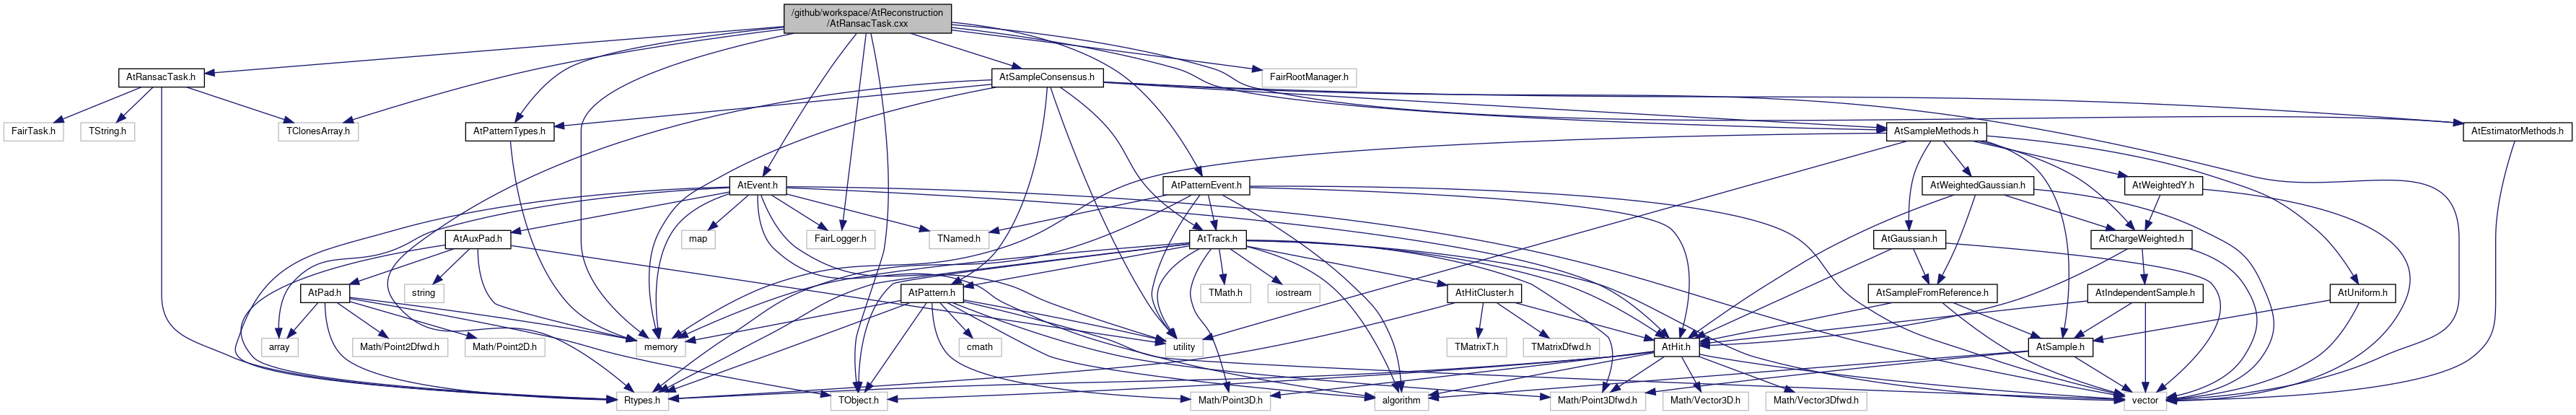 /github/workspace/AtReconstruction
/AtRansacTask.cxx
AtRansacTask.h
AtSampleConsensus.h
FairRootManager.h
FairTask.h
TString.h
TClonesArray.h
AtPatternTypes.h
AtSampleMethods.h
AtEstimatorMethods.h
AtEvent.h
AtPatternEvent.h
AtWeightedGaussian.h
AtWeightedY.h
AtAuxPad.h
map
FairLogger.h
TNamed.h
AtTrack.h
AtGaussian.h
AtChargeWeighted.h
AtPad.h
string
AtPattern.h
TMath.h
iostream
AtHitCluster.h
AtSampleFromReference.h
AtIndependentSample.h
AtUniform.h
array
Math/Point2Dfwd.h
Math/Point2D.h
memory
cmath
utility
TMatrixT.h
TMatrixDfwd.h
AtHit.h
AtSample.h
Rtypes.h
TObject.h
Math/Point3D.h
algorithm
Math/Point3Dfwd.h
Math/Vector3D.h
Math/Vector3Dfwd.h
vector